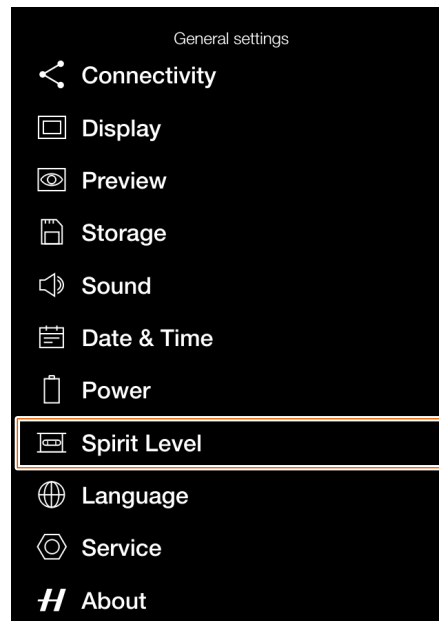 General settings
Connectivity
Display
Preview
Storage
Sound
Date & Time
Power
Spirit Level
Language
Service
About